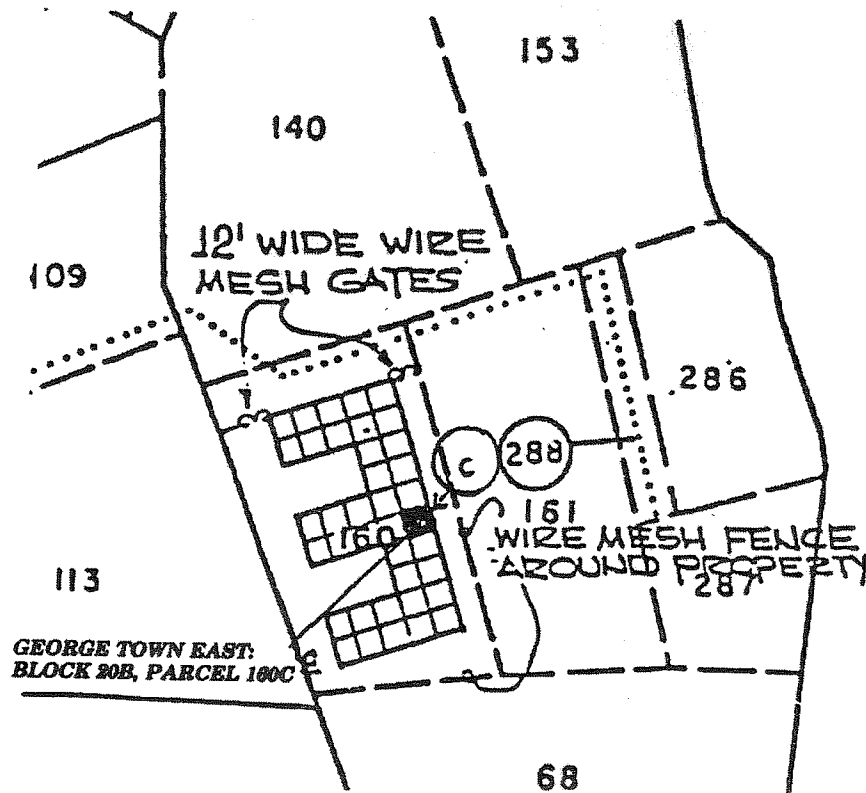 153
140
12' WIDE WIRE
MESH GATES
109
286
C
288
161
160
WIRE MESH FENCE
AROUND PROPERTY
287
113
GEORGE TOWN EAST:
BLOCK 20B, PARCEL 160C
68